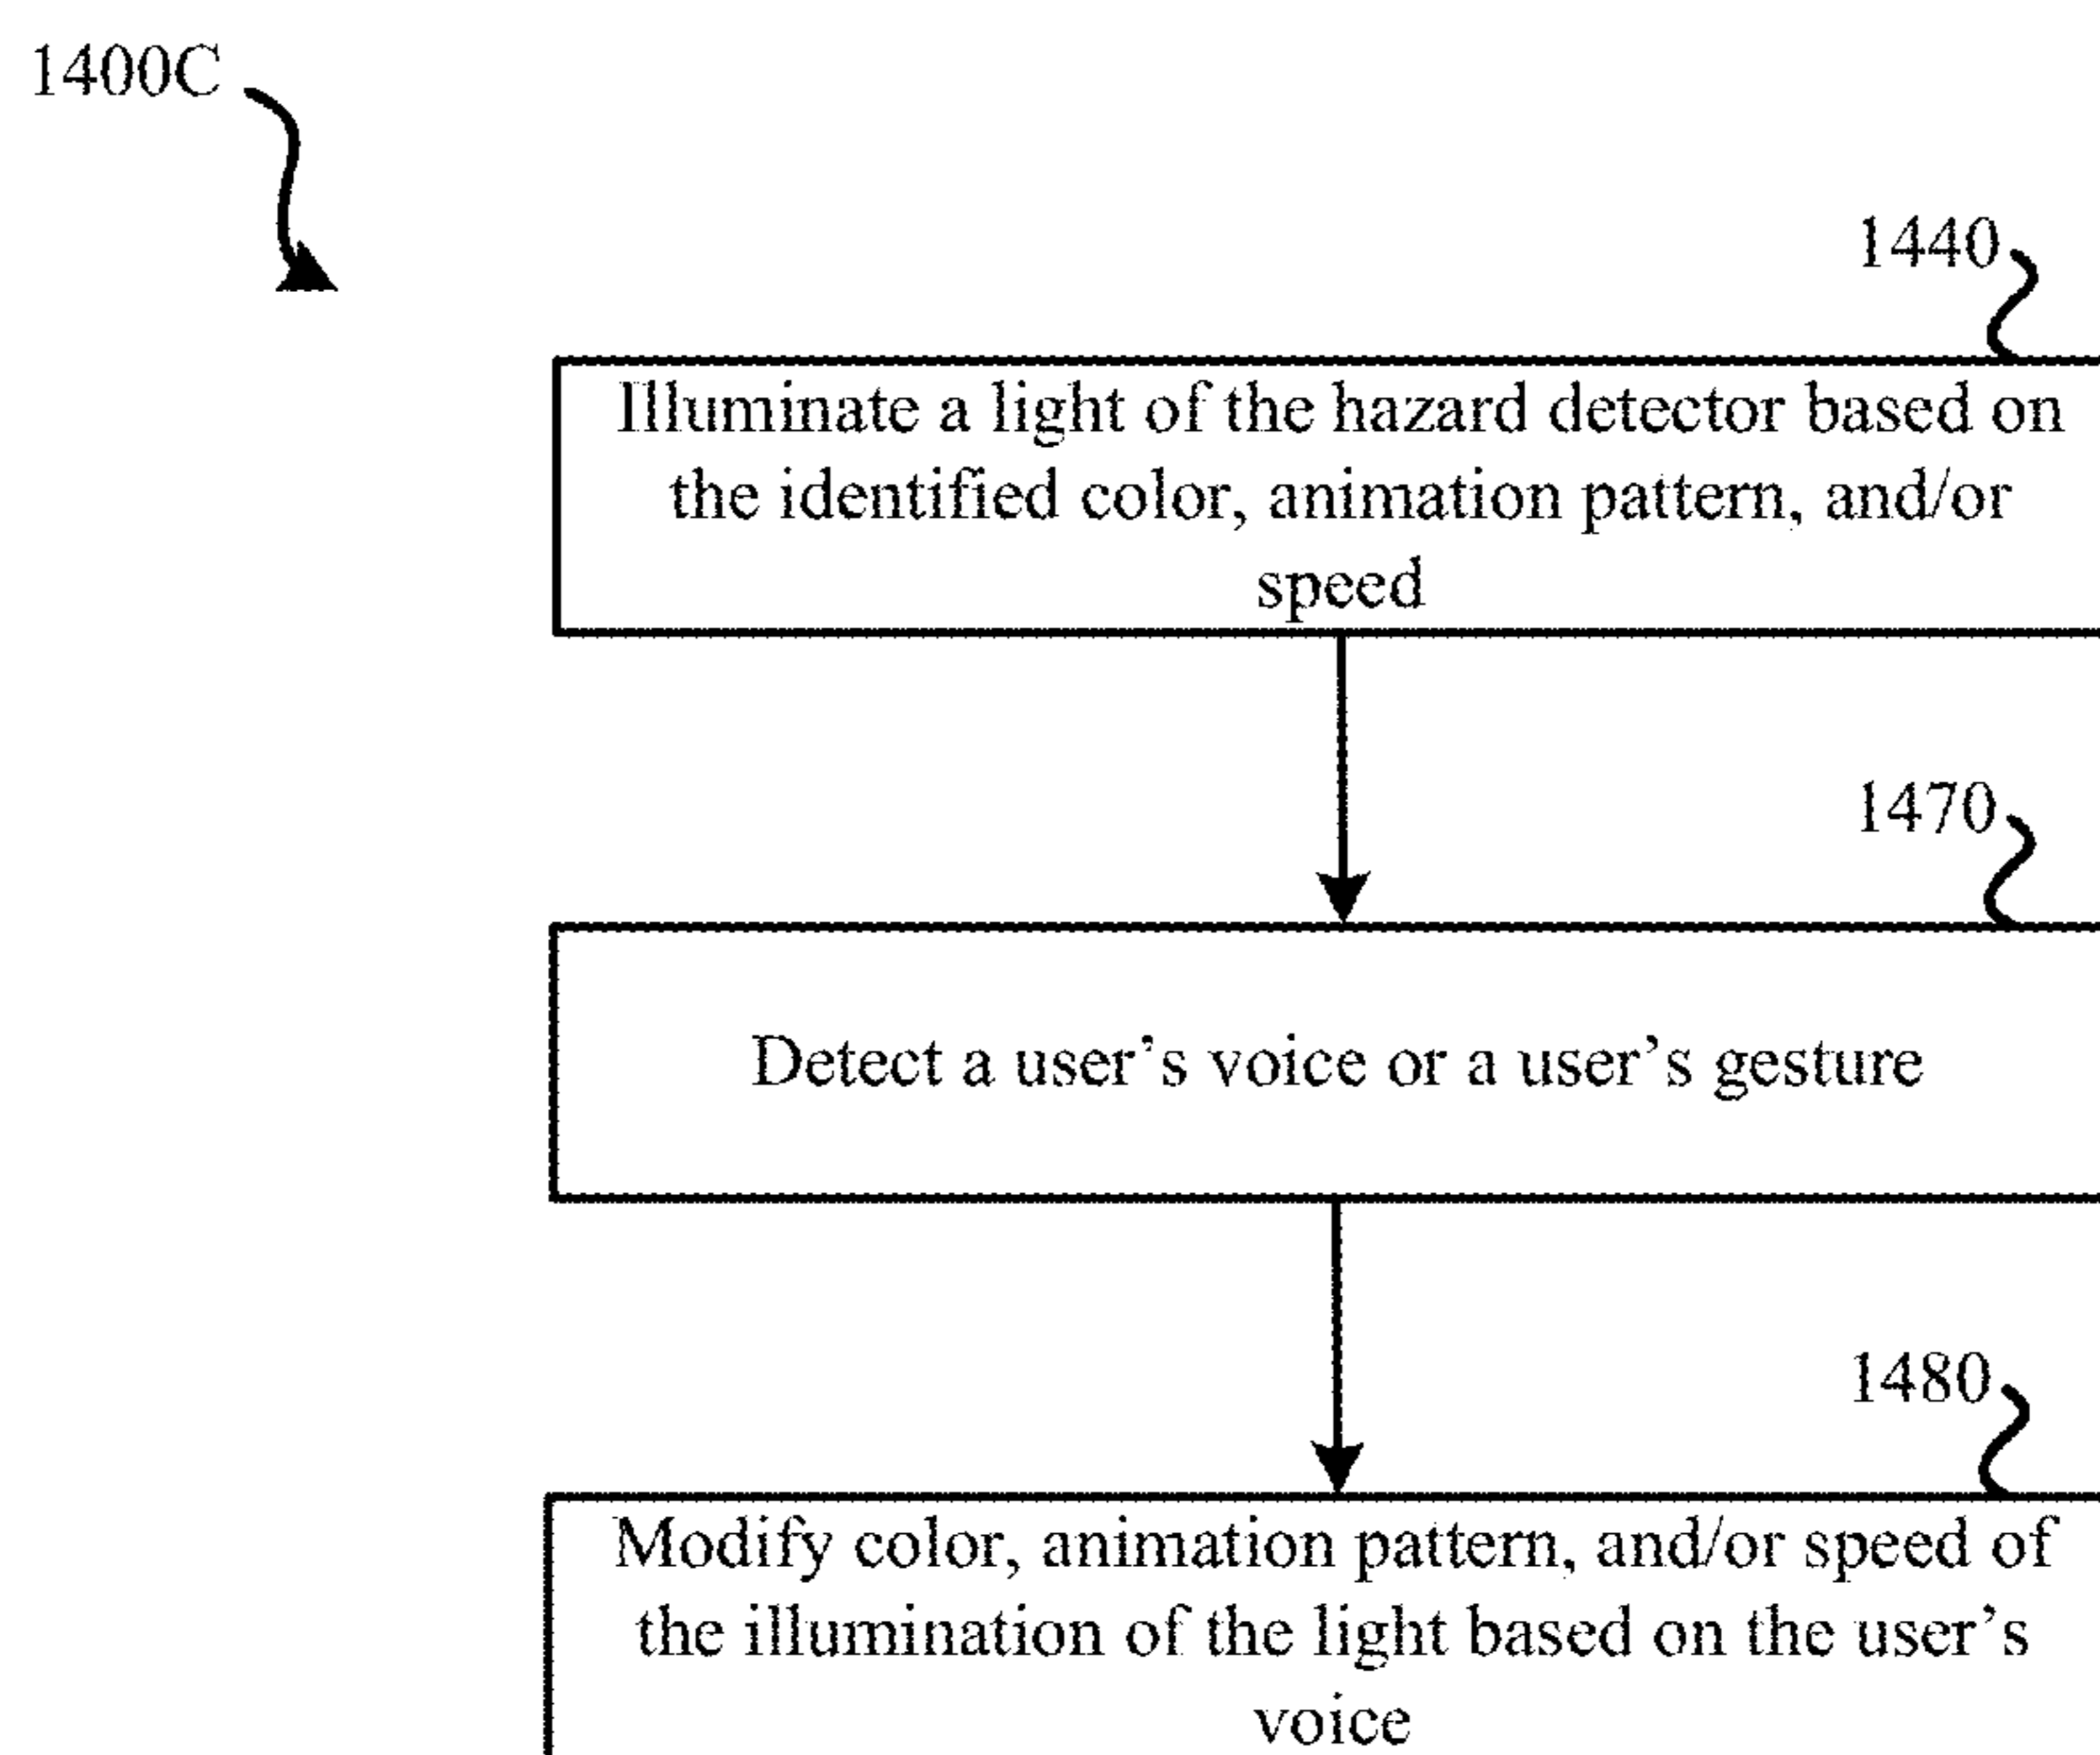 1400C
1440
Illuminate a light of the hazard detector based on
the identified color, animation pattern, and/or
speed
1470
Detect a user’s voice or a user’s gesture
1480
Modify color, animation pattern, and/or speed of
the illumination of the light based on the user’s
voice